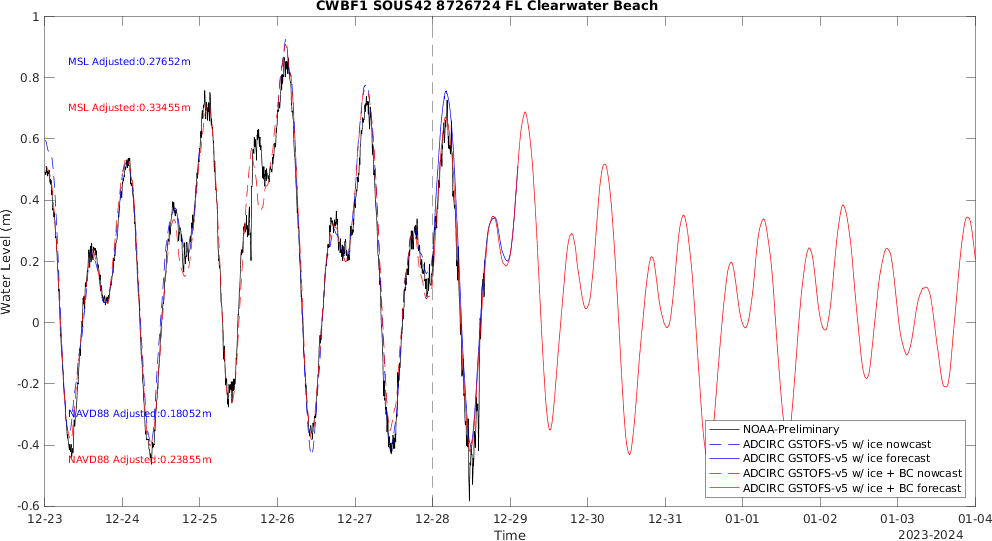 CWBF1 SOUS42 8726724 FL Clearwater Beach
1
0.8
0.6
0.4
0.2
0
-0.2
-0.4
-0.6
Water Level (m)
MSL Adjusted:0.27652m
MSL Adjusted:0.33455m
NAVD88 Adjusted:0.18052m
NAVD88 Adjusted:0.23855m
NOAA-Preliminary
ADCIRC GSTOFS-v5 w/ ice nowcast
ADCIRC GSTOFS-v5 w/ ice forecast
ADCIRC GSTOFS-v5 w/ ice + BC nowcast
ADCIRC GSTOFS-v5 w/ ice + BC forecast
12-23 12-24 12-25 12-26 12-27 12-28 12-29 12-30 12-31 01-01 01-02 01-03 01-04
Time
2023-2024